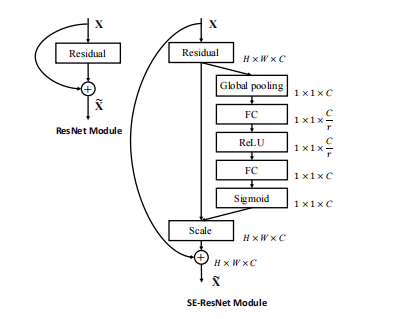 X
Residual
+
X̃
ResNet Module
X
Residual
H × W × C
Global pooling
1 × 1 × C
FC
1 × 1 × C/r
ReLU
1 × 1 × C/r
FC
1 × 1 × C
Sigmoid
1 × 1 × C
Scale
H × W × C
+
H × W × C
X̃
SE-ResNet Module